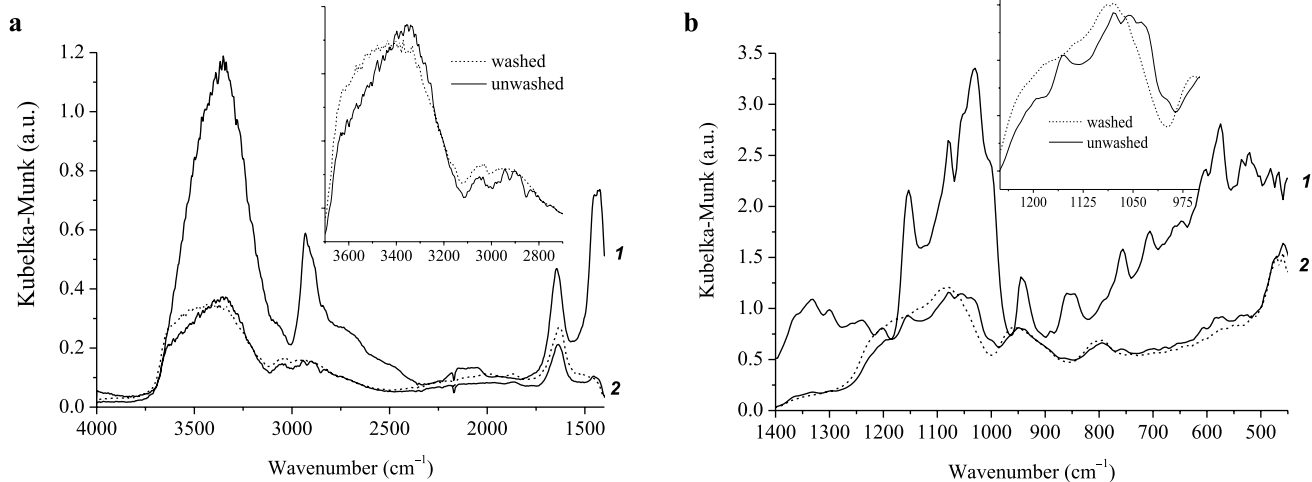 a
Kubelka-Munk (a.u.)
1.2
1.0
0.8
0.6
0.4
0.2
0.0
4000 3500 3000 2500 2000 1500
Wavenumber (cm⁻¹)
washed
unwashed
3600 3400 3200 3000 2800
1
2
b
Kubelka-Munk (a.u.)
3.5
3.0
2.5
2.0
1.5
1.0
0.5
0.0
1400 1300 1200 1100 1000 900 800 700 600 500
Wavenumber (cm⁻¹)
washed
unwashed
1200 1125 1050 975
1
2